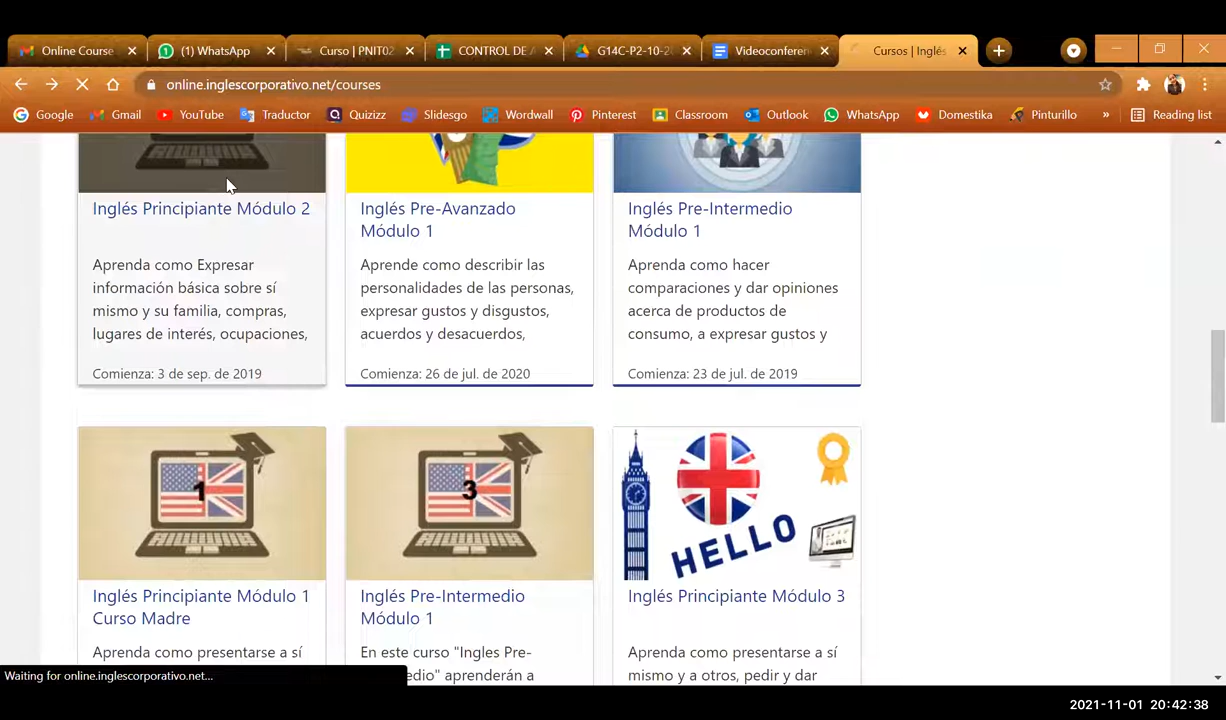 Online Course
(1) WhatsApp
Curso | PNIT02
CONTROL DE A
G14C-P2-10-2
Videoconferen
Cursos | Inglés
online.inglescorporativo.net/courses
Google
Gmail
YouTube
Traductor
Quizizz
Slidesgo
Wordwall
Pinterest
Classroom
Outlook
WhatsApp
Domestika
Pinturillo
»
Reading list
Inglés Principiante Módulo 2
Aprenda como Expresar
información básica sobre sí
mismo y su familia, compras,
lugares de interés, ocupaciones,
Comienza: 3 de sep. de 2019
Inglés Pre-Avanzado
Módulo 1
Aprende como describir las
personalidades de las personas,
expresar gustos y disgustos,
acuerdos y desacuerdos,
Comienza: 26 de jul. de 2020
Inglés Pre-Intermedio
Módulo 1
Aprenda como hacer
comparaciones y dar opiniones
acerca de productos de
consumo, a expresar gustos y
Comienza: 23 de jul. de 2019
1
Inglés Principiante Módulo 1
Curso Madre
Aprenda como presentarse a sí
3
Inglés Pre-Intermedio
Módulo 1
En este curso "Ingles Pre-
medio" aprenderán a
HELLO
Inglés Principiante Módulo 3
Aprenda como presentarse a sí
mismo y a otros, pedir y dar
Waiting for online.inglescorporativo.net...
2021-11-01 20:42:38